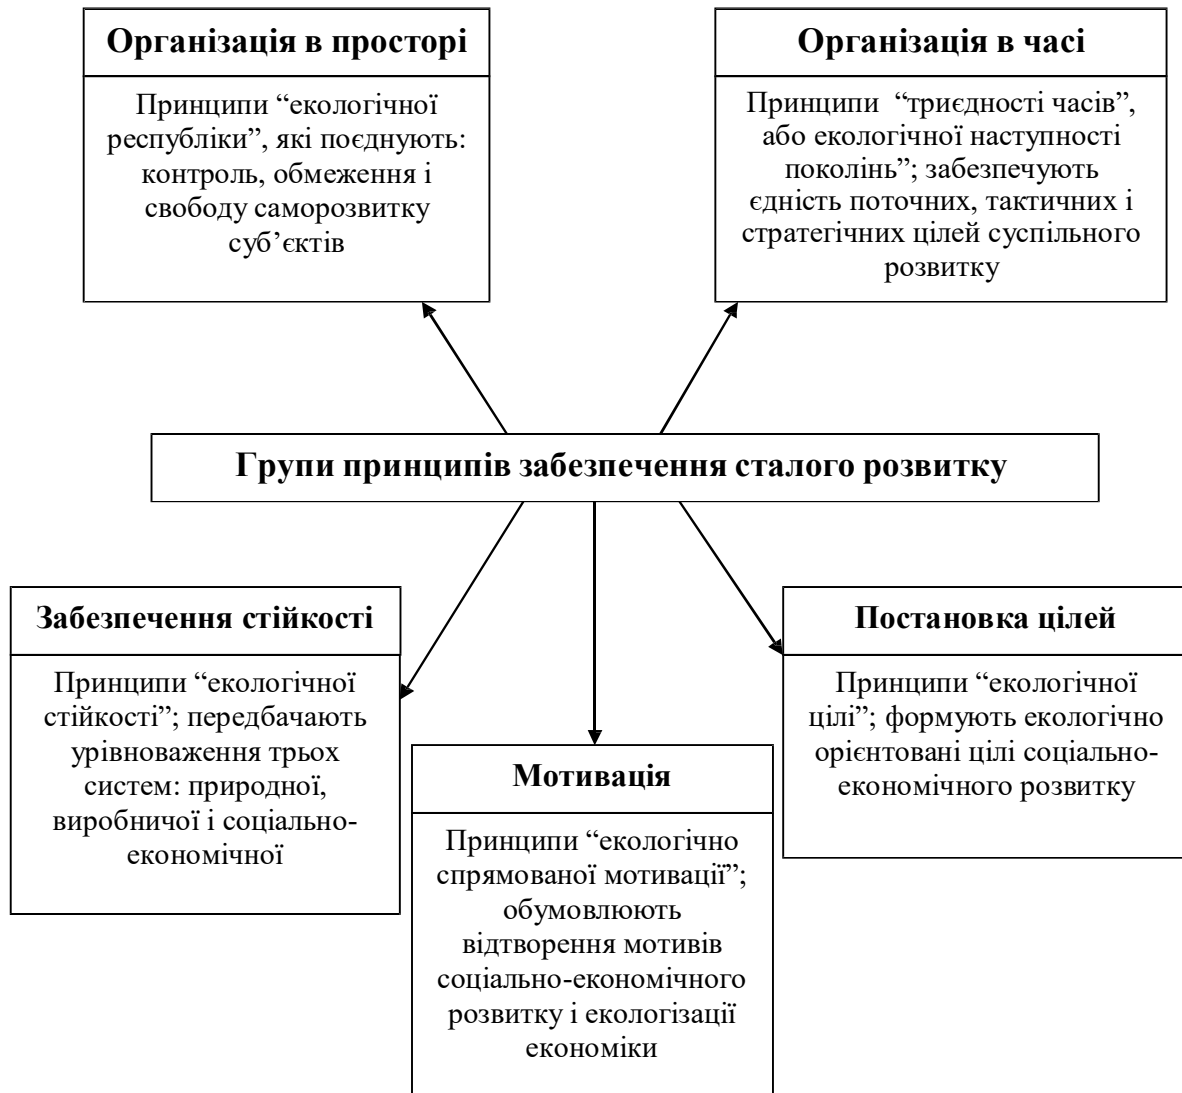 Організація в просторі
Принципи “екологічної
республіки”, які поєднують:
контроль, обмеження і
свободу саморозвитку
суб’єктів
Організація в часі
Принципи “триєдності часів”,
або екологічної наступності
поколінь”; забезпечують
єдність поточних, тактичних і
стратегічних цілей суспільного
розвитку
Групи принципів забезпечення сталого розвитку
Забезпечення стійкості
Принципи “екологічної
стійкості”; передбачають
урівноваження трьох
систем: природної,
виробничої і соціально-
економічної
Мотивація
Принципи “екологічно
спрямованої мотивації”;
обумовлюють
відтворення мотивів
соціально-економічного
розвитку і екологізації
економіки
Постановка цілей
Принципи “екологічної
цілі”; формують екологічно
орієнтовані цілі соціально-
економічного розвитку